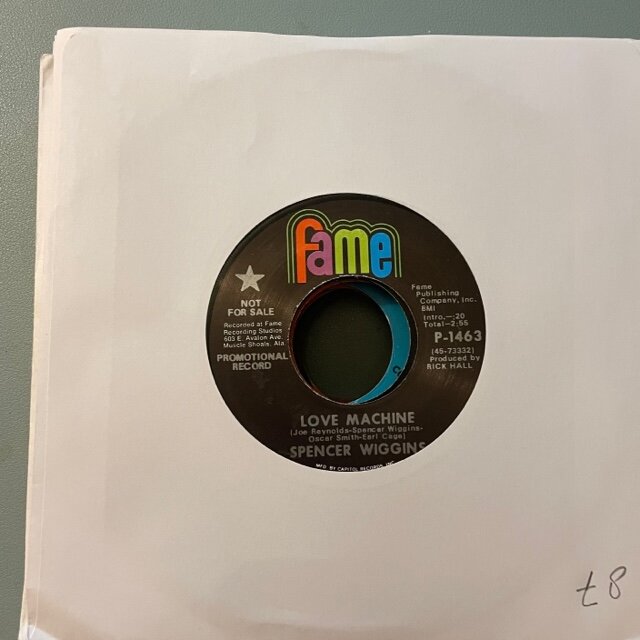 fame
NOT
FOR SALE
Recorded at Fame
Recording Studios
603 E. Avalon Ave.
Muscle Shoals, Ala.
PROMOTIONAL
RECORD
Fame
Publishing
Company, Inc.
BMI
Intro.—:20
Total-2:55
P-1463
(45-73332)
Produced by
RICK HALL
LOVE MACHINE
(Joe Reynolds-Spencer Wiggins-
Oscar Smith-Earl Cage)
SPENCER WIGGINS
MFD BY CAPITOL RECORDS, INC.